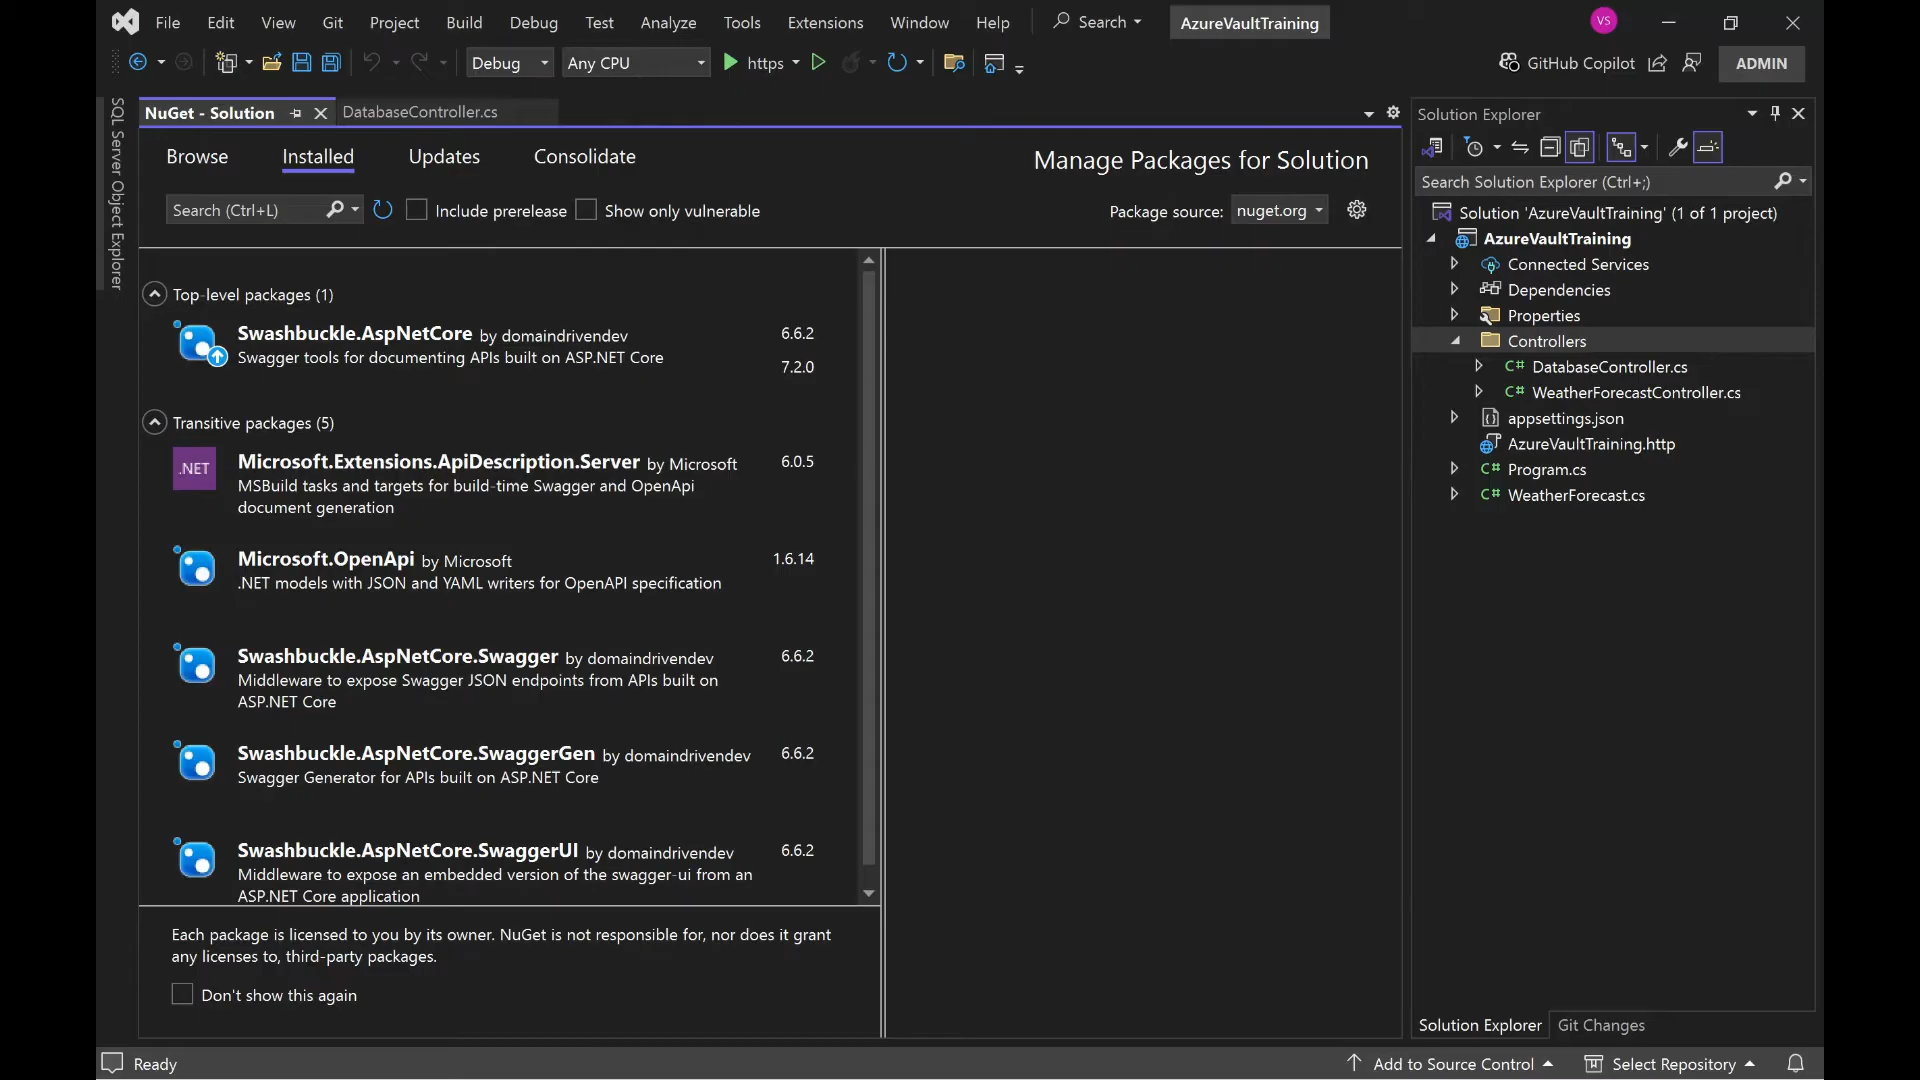 File Edit View Git Project Build Debug Test Analyze Tools Extensions Window Help Search AzureVaultTraining VS
Debug Any CPU https GitHub Copilot ADMIN
SQL Server Object Explorer
NuGet - Solution DatabaseController.cs
Browse Installed Updates Consolidate Manage Packages for Solution
Search (Ctrl+L) Include prerelease Show only vulnerable Package source: nuget.org
Top-level packages (1)
Swashbuckle.AspNetCore by domaindrivendev 6.6.2
Swagger tools for documenting APIs built on ASP.NET Core 7.2.0
Transitive packages (5)
.NET Microsoft.Extensions.ApiDescription.Server by Microsoft 6.0.5
MSBuild tasks and targets for build-time Swagger and OpenApi
document generation
Microsoft.OpenApi by Microsoft 1.6.14
.NET models with JSON and YAML writers for OpenAPI specification
Swashbuckle.AspNetCore.Swagger by domaindrivendev 6.6.2
Middleware to expose Swagger JSON endpoints from APIs built on
ASP.NET Core
Swashbuckle.AspNetCore.SwaggerGen by domaindrivendev 6.6.2
Swagger Generator for APIs built on ASP.NET Core
Swashbuckle.AspNetCore.SwaggerUI by domaindrivendev 6.6.2
Middleware to expose an embedded version of the swagger-ui from an
ASP.NET Core application
Each package is licensed to you by its owner. NuGet is not responsible for, nor does it grant
any licenses to, third-party packages.
Don't show this again
Solution Explorer
Search Solution Explorer (Ctrl+;)
Solution 'AzureVaultTraining' (1 of 1 project)
AzureVaultTraining
Connected Services
Dependencies
Properties
Controllers
C# DatabaseController.cs
C# WeatherForecastController.cs
appsettings.json
AzureVaultTraining.http
C# Program.cs
C# WeatherForecast.cs
Solution Explorer Git Changes
Ready Add to Source Control Select Repository